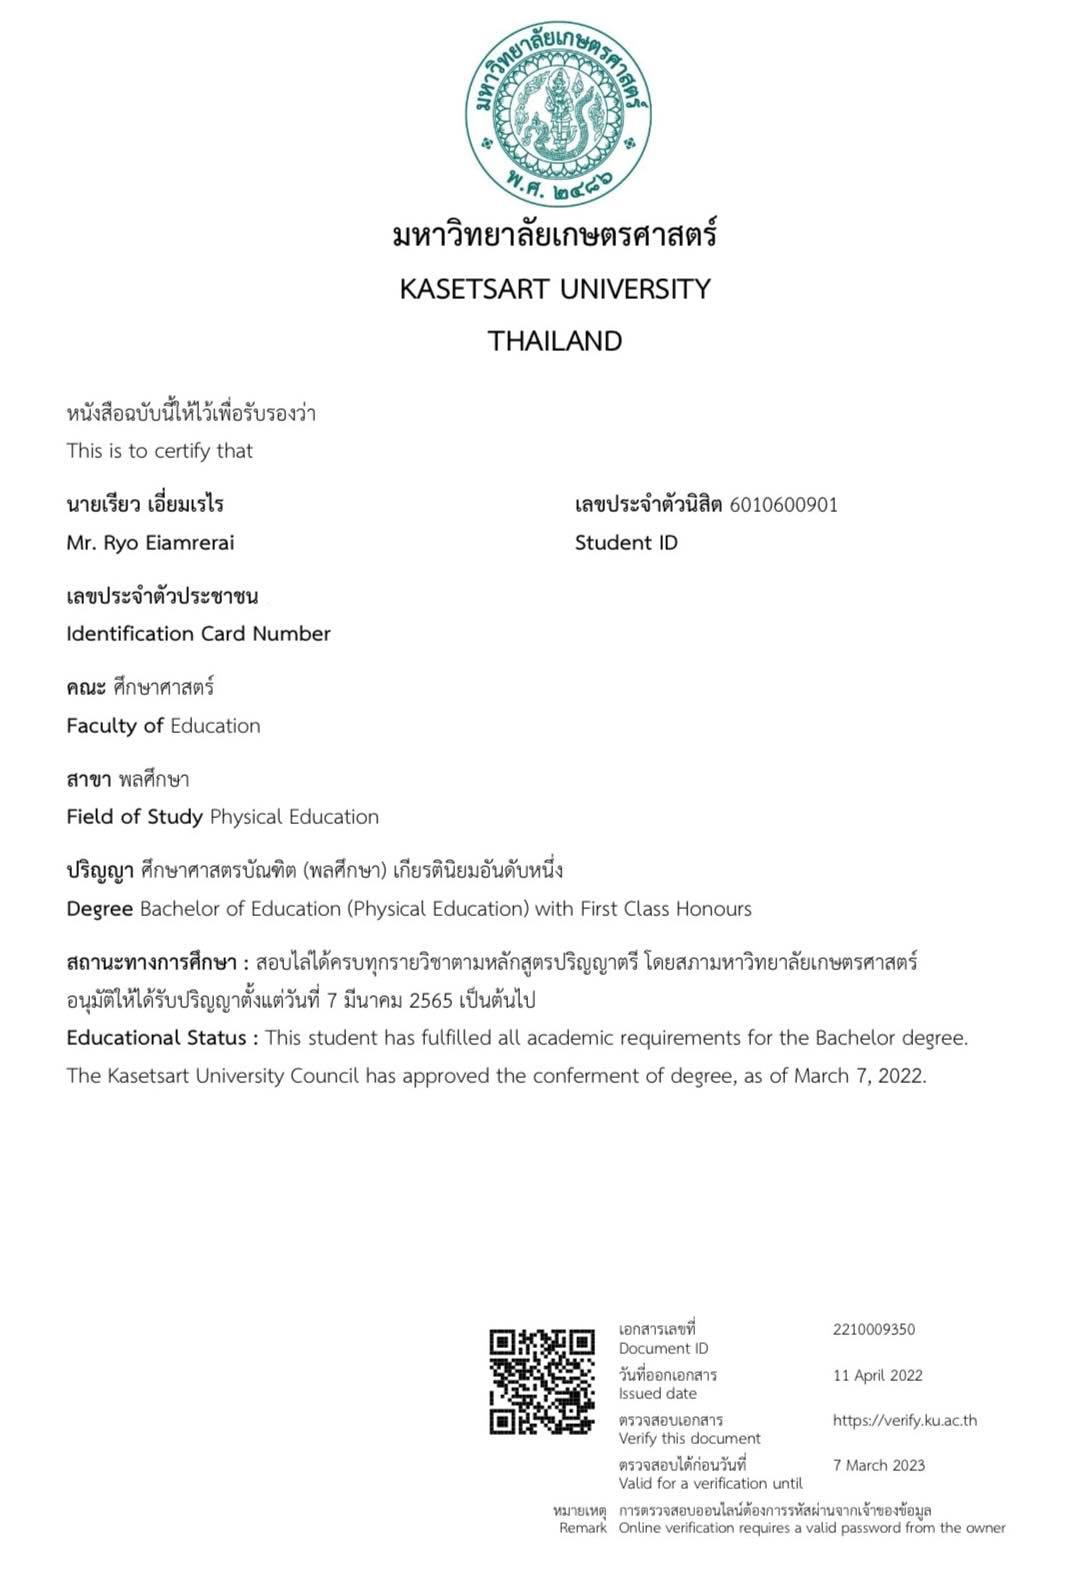 มหาวิทยาลัยเกษตรศาสตร์
พ.ศ. ๒๔๘๖
มหาวิทยาลัยเกษตรศาสตร์
KASETSART UNIVERSITY
THAILAND
หนังสือฉบับนี้ให้ไว้เพื่อรับรองว่า
This is to certify that
นายเรียว เอี่ยมเรไร เลขประจำตัวนิสิต 6010600901
Mr. Ryo Eiamrerai Student ID
เลขประจำตัวประชาชน
Identification Card Number
คณะ ศึกษาศาสตร์
Faculty of Education
สาขา พลศึกษา
Field of Study Physical Education
ปริญญา ศึกษาศาสตรบัณฑิต (พลศึกษา) เกียรตินิยมอันดับหนึ่ง
Degree Bachelor of Education (Physical Education) with First Class Honours
สถานะทางการศึกษา : สอบไล่ได้ครบทุกรายวิชาตามหลักสูตรปริญญาตรี โดยสภามหาวิทยาลัยเกษตรศาสตร์
อนุมัติให้ได้รับปริญญาตั้งแต่วันที่ 7 มีนาคม 2565 เป็นต้นไป
Educational Status : This student has fulfilled all academic requirements for the Bachelor degree.
The Kasetsart University Council has approved the conferment of degree, as of March 7, 2022.
เอกสารเลขที่ 2210009350
Document ID
วันที่ออกเอกสาร 11 April 2022
Issued date
ตรวจสอบเอกสาร https://verify.ku.ac.th
Verify this document
ตรวจสอบได้ก่อนวันที่ 7 March 2023
Valid for a verification until
หมายเหตุ การตรวจสอบออนไลน์ต้องการรหัสผ่านจากเจ้าของข้อมูล
Remark Online verification requires a valid password from the owner